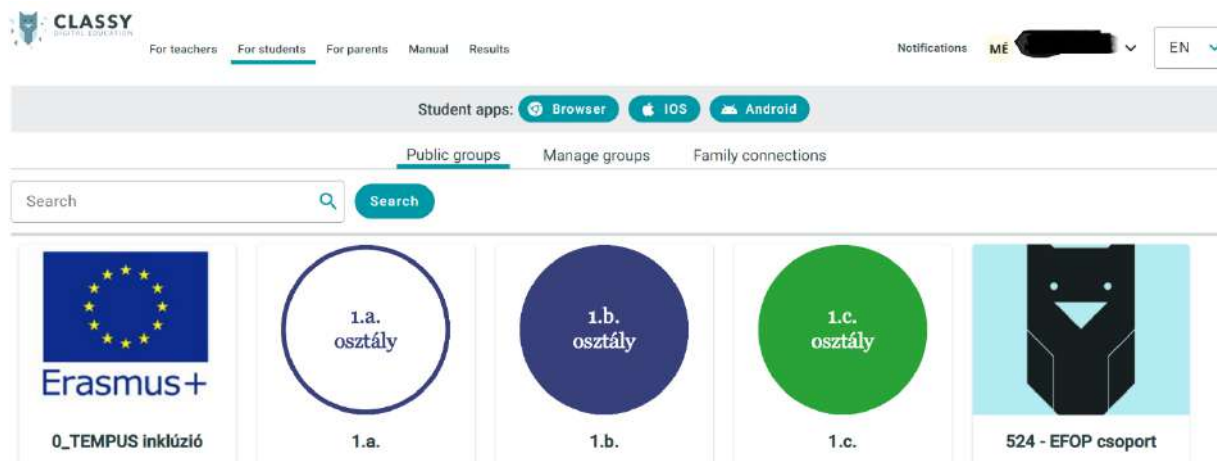 CLASSY
DIGITAL EDUCATION
For teachers For students For parents Manual Results
Notifications MÉ
EN
Student apps: Browser IOS Android
Public groups Manage groups Family connections
Search Search
Erasmus+
1.a.
osztály
1.b.
osztály
1.c.
osztály
0_TEMPUS inklúzió 1.a. 1.b. 1.c. 524 - EFOP csoport